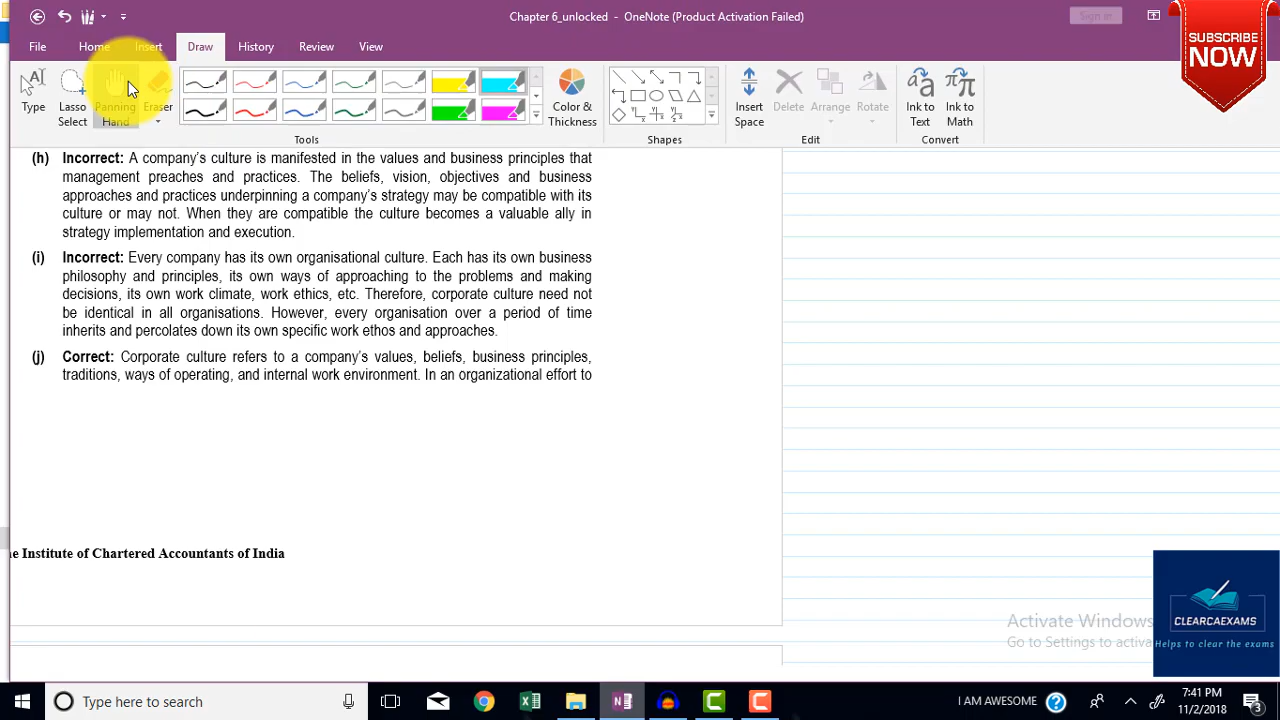 Chapter 6_unlocked - OneNote (Product Activation Failed)
Sign in
SUBSCRIBE
NOW
File Home Insert Draw History Review View
Type
Lasso
Select
Panning
Hand
Eraser
Color &
Thickness
Insert
Space
Delete
Arrange
Rotate
Ink to
Text
Ink to
Math
Tools
Shapes
Edit
Convert
(h) Incorrect: A company's culture is manifested in the values and business principles that
management preaches and practices. The beliefs, vision, objectives and business
approaches and practices underpinning a company's strategy may be compatible with its
culture or may not. When they are compatible the culture becomes a valuable ally in
strategy implementation and execution.
(i) Incorrect: Every company has its own organisational culture. Each has its own business
philosophy and principles, its own ways of approaching to the problems and making
decisions, its own work climate, work ethics, etc. Therefore, corporate culture need not
be identical in all organisations. However, every organisation over a period of time
inherits and percolates down its own specific work ethos and approaches.
(j) Correct: Corporate culture refers to a company's values, beliefs, business principles,
traditions, ways of operating, and internal work environment. In an organizational effort to
e Institute of Chartered Accountants of India
Activate Windows
Go to Settings to activa
CLEARCAEXAMS
Helps to clear the exams
Type here to search
I AM AWESOME
7:41 PM
11/2/2018
3